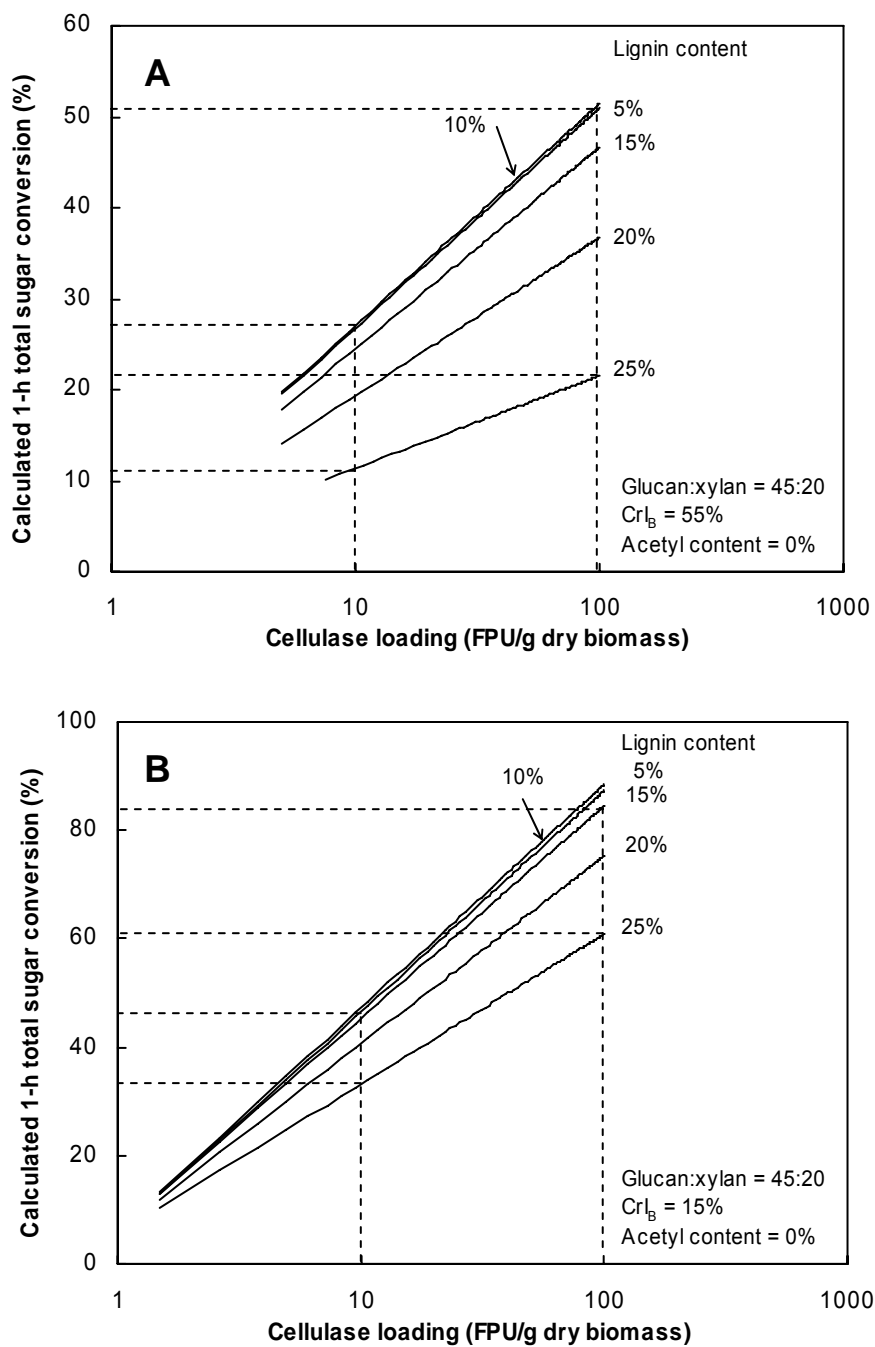 A
Lignin content
5%
10%
15%
20%
25%
Glucan:xylan = 45:20
CrI_B = 55%
Acetyl content = 0%
60
50
40
30
20
10
0
1 10 100 1000
Calculated 1-h total sugar conversion (%)
Cellulase loading (FPU/g dry biomass)
B
Lignin content
5%
10%
15%
20%
25%
Glucan:xylan = 45:20
CrI_B = 15%
Acetyl content = 0%
100
80
60
40
20
0
1 10 100 1000
Calculated 1-h total sugar conversion (%)
Cellulase loading (FPU/g dry biomass)